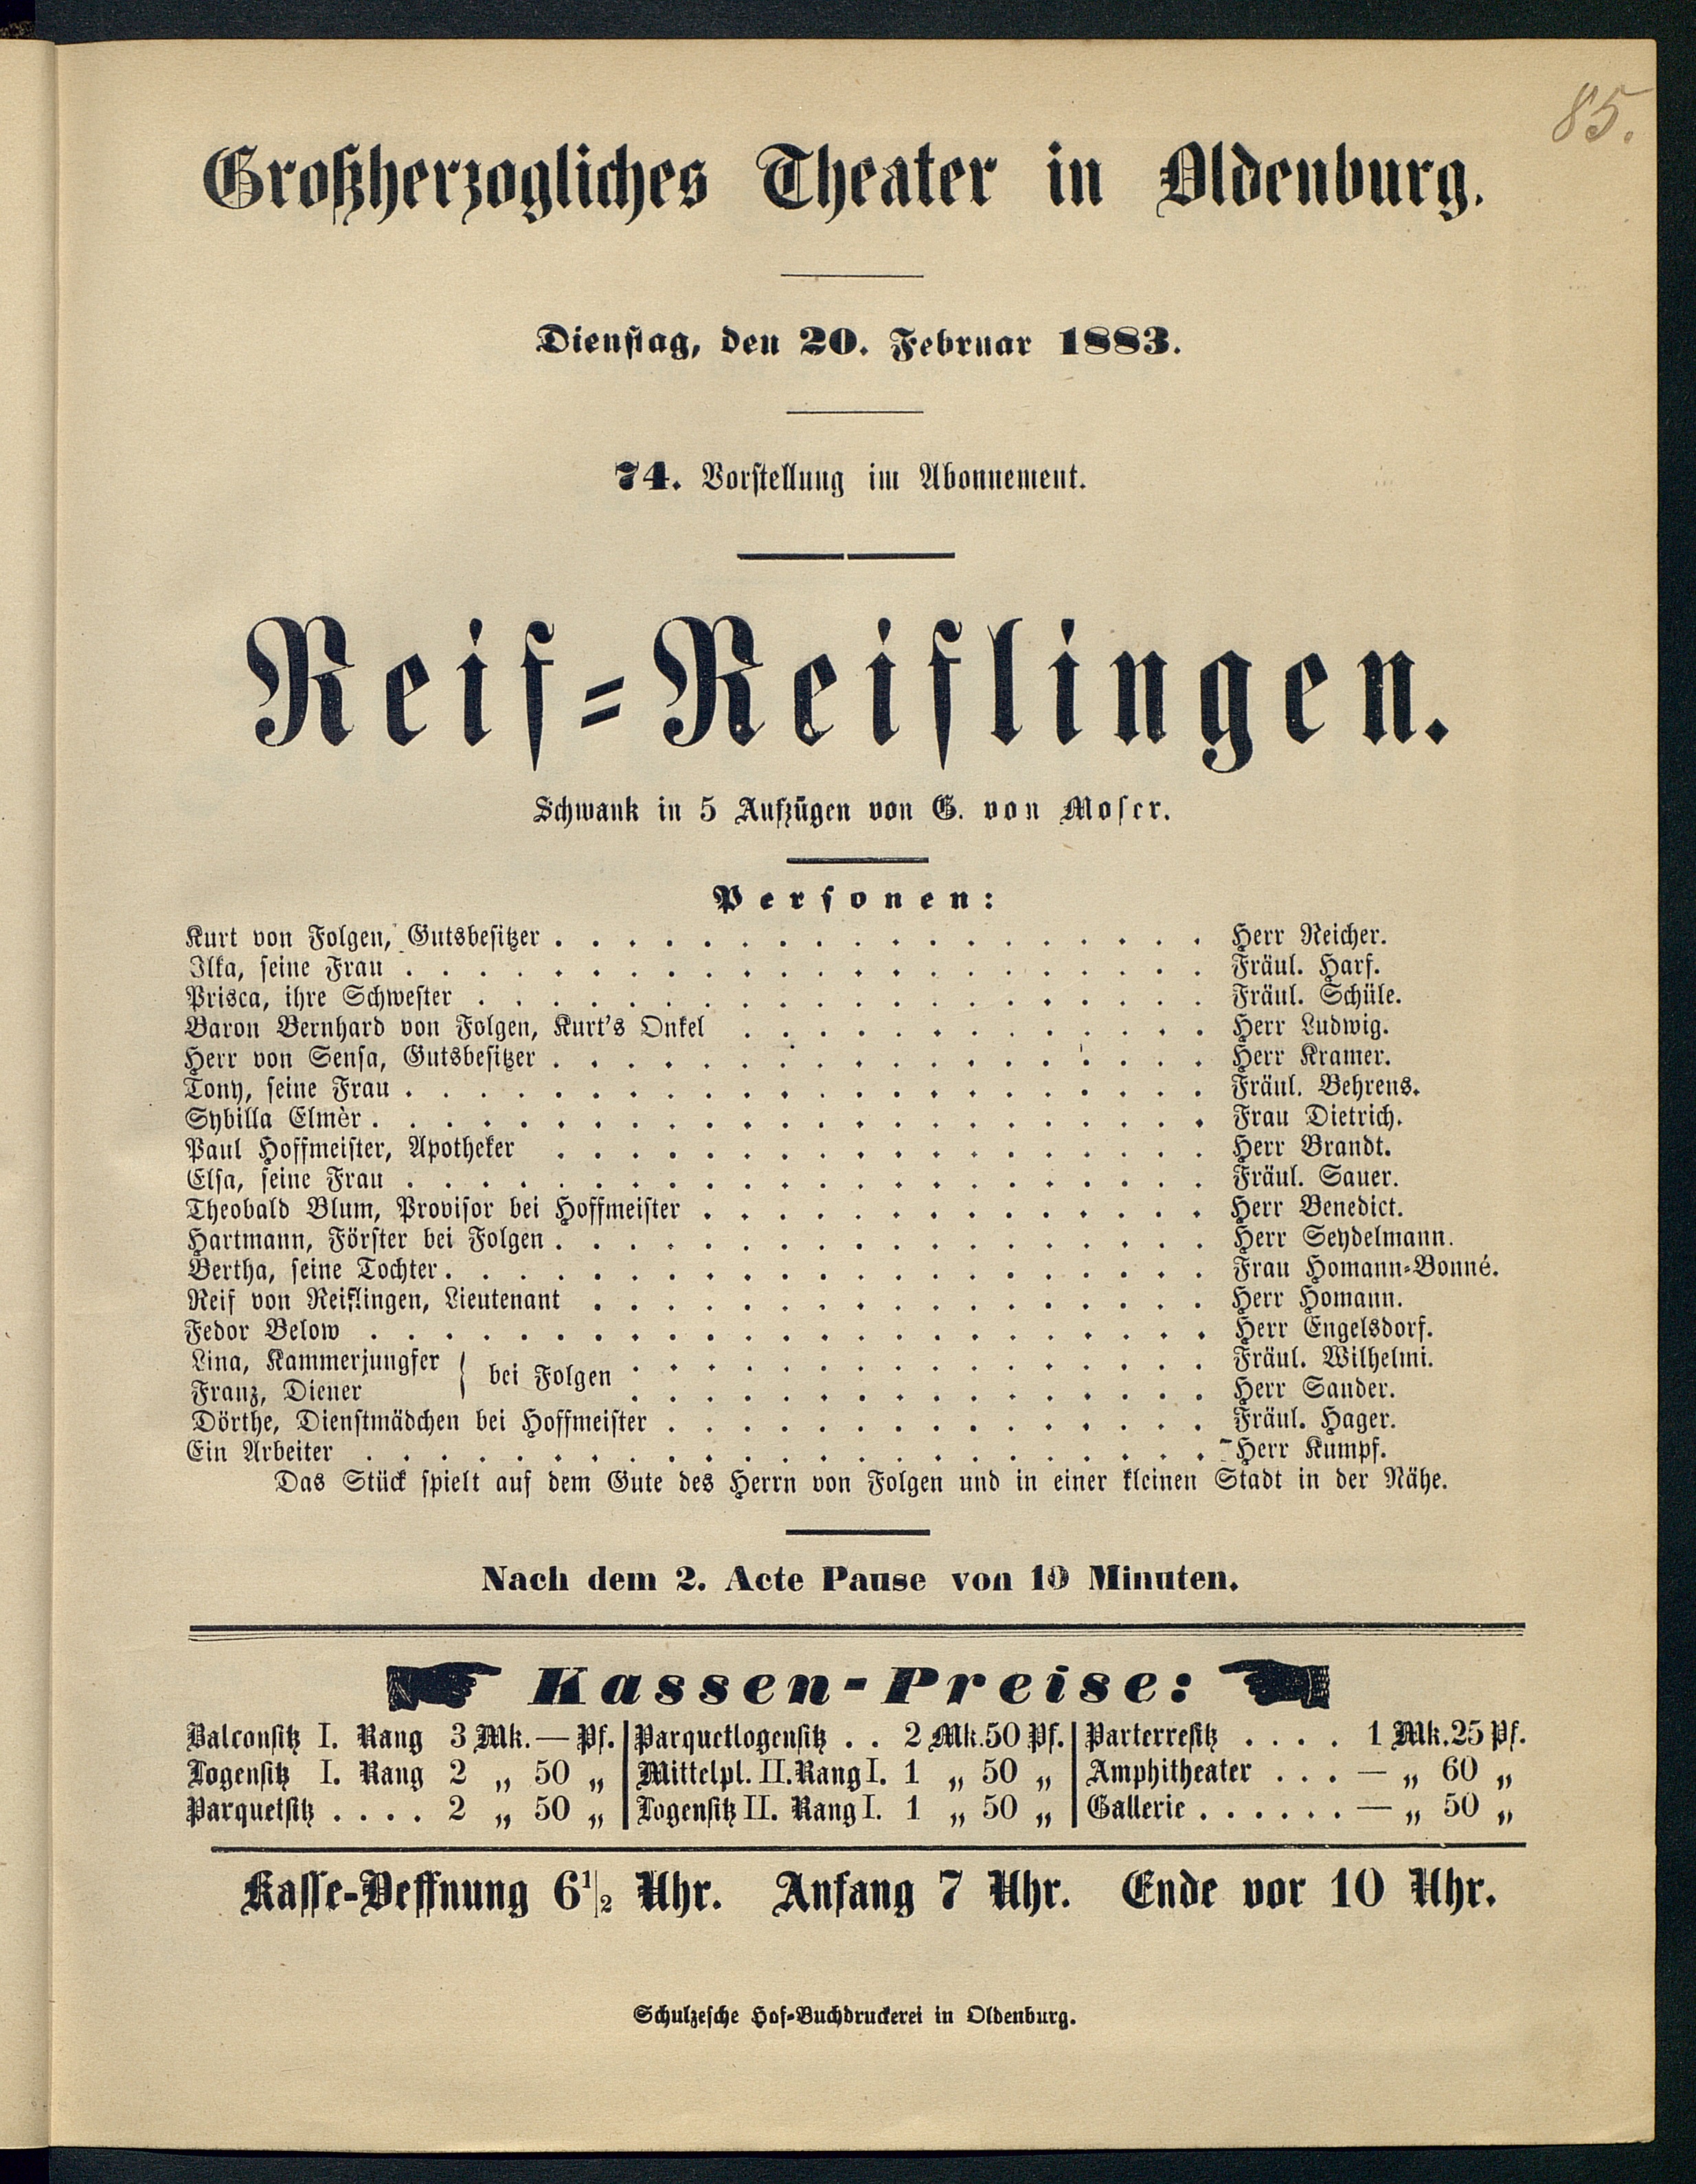 85.
Großherzogliches Theater in Oldenburg.
Dienstag, den 20. Februar 1883.
74. Vorstellung im Abonnement.
Reif-Reiflingen.
Schwank in 5 Aufzügen von G. von Moser.
Personen:
Kurt von Folgen, Gutsbesitzer . . . . . . . . . . . . . . . . . . Herr Reicher.
Ilka, seine Frau . . . . . . . . . . . . . . . . . . . . . . Fräul. Harf.
Prisca, ihre Schwester . . . . . . . . . . . . . . . . . . . . Fräul. Schüle.
Baron Bernhard von Folgen, Kurt's Onkel . . . . . . . . . . . . . Herr Ludwig.
Herr von Sensa, Gutsbesitzer . . . . . . . . . . . . . . . . . . Herr Kramer.
Tony, seine Frau . . . . . . . . . . . . . . . . . . . . . . Fräul. Behrens.
Sybilla Elmèr . . . . . . . . . . . . . . . . . . . . . . . Frau Dietrich.
Paul Hoffmeister, Apotheker . . . . . . . . . . . . . . . . . . Herr Brandt.
Elsa, seine Frau . . . . . . . . . . . . . . . . . . . . . . Fräul. Sauer.
Theobald Blum, Provisor bei Hoffmeister . . . . . . . . . . . . . . Herr Benedict.
Hartmann, Förster bei Folgen . . . . . . . . . . . . . . . . . . Herr Seydelmann.
Bertha, seine Tochter . . . . . . . . . . . . . . . . . . . . . Frau Homann-Bonné.
Reif von Reiflingen, Lieutenant . . . . . . . . . . . . . . . . . Herr Homann.
Fedor Below . . . . . . . . . . . . . . . . . . . . . . . Herr Engelsdorf.
Lina, Kammerjungfer } bei Folgen . . . . . . . . . . . . . . . . Fräul. Wilhelmi.
Franz, Diener . . . . . . . . . . . . . . . . Herr Sander.
Dörthe, Dienstmädchen bei Hoffmeister . . . . . . . . . . . . . . . Fräul. Hager.
Ein Arbeiter . . . . . . . . . . . . . . . . . . . . . . . Herr Kumpf.
Das Stück spielt auf dem Gute des Herrn von Folgen und in einer kleinen Stadt in der Nähe.
Nach dem 2. Acte Pause von 10 Minuten.
Kassen-Preise:
Balconsitz I. Rang 3 Mk. — Pf. | Parquetlogensitz . . 2 Mk. 50 Pf. | Parterresitz . . . . 1 Mk. 25 Pf.
Logensitz I. Rang 2 „ 50 „ | Mittelpl. II. Rang I. 1 „ 50 „ | Amphitheater . . . — „ 60 „
Parquetsitz . . . . 2 „ 50 „ | Logensitz II. Rang I. 1 „ 50 „ | Gallerie . . . . . . — „ 50 „
Kasse-Oeffnung 6 1/2 Uhr. Anfang 7 Uhr. Ende vor 10 Uhr.
Schulzesche Hof-Buchdruckerei in Oldenburg.